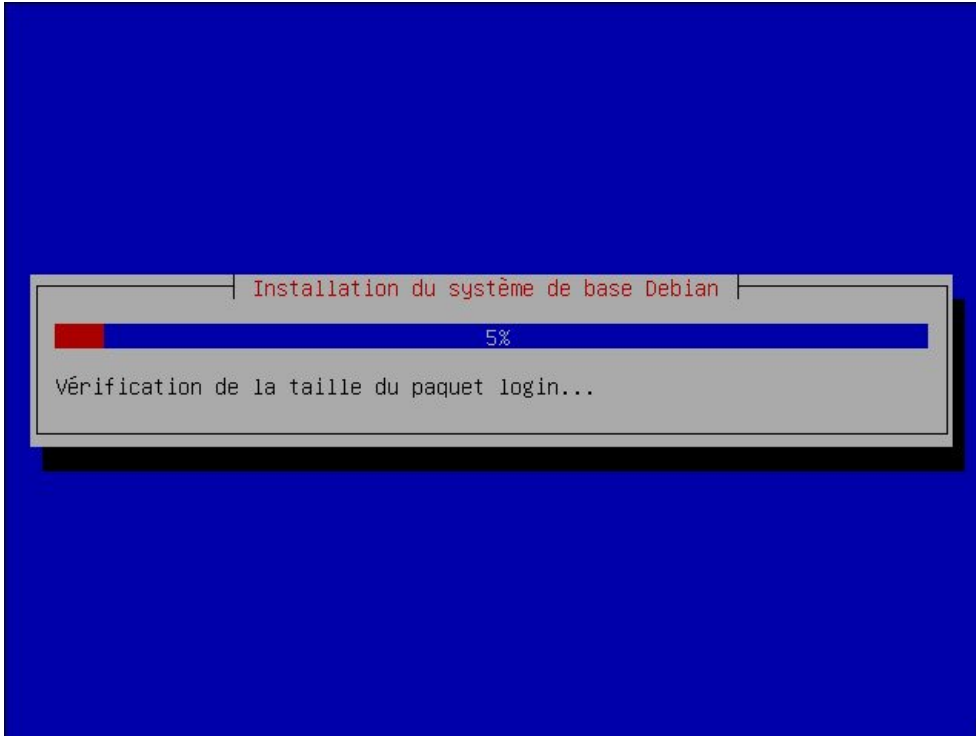 Installation du système de base Debian
5%
Vérification de la taille du paquet login...